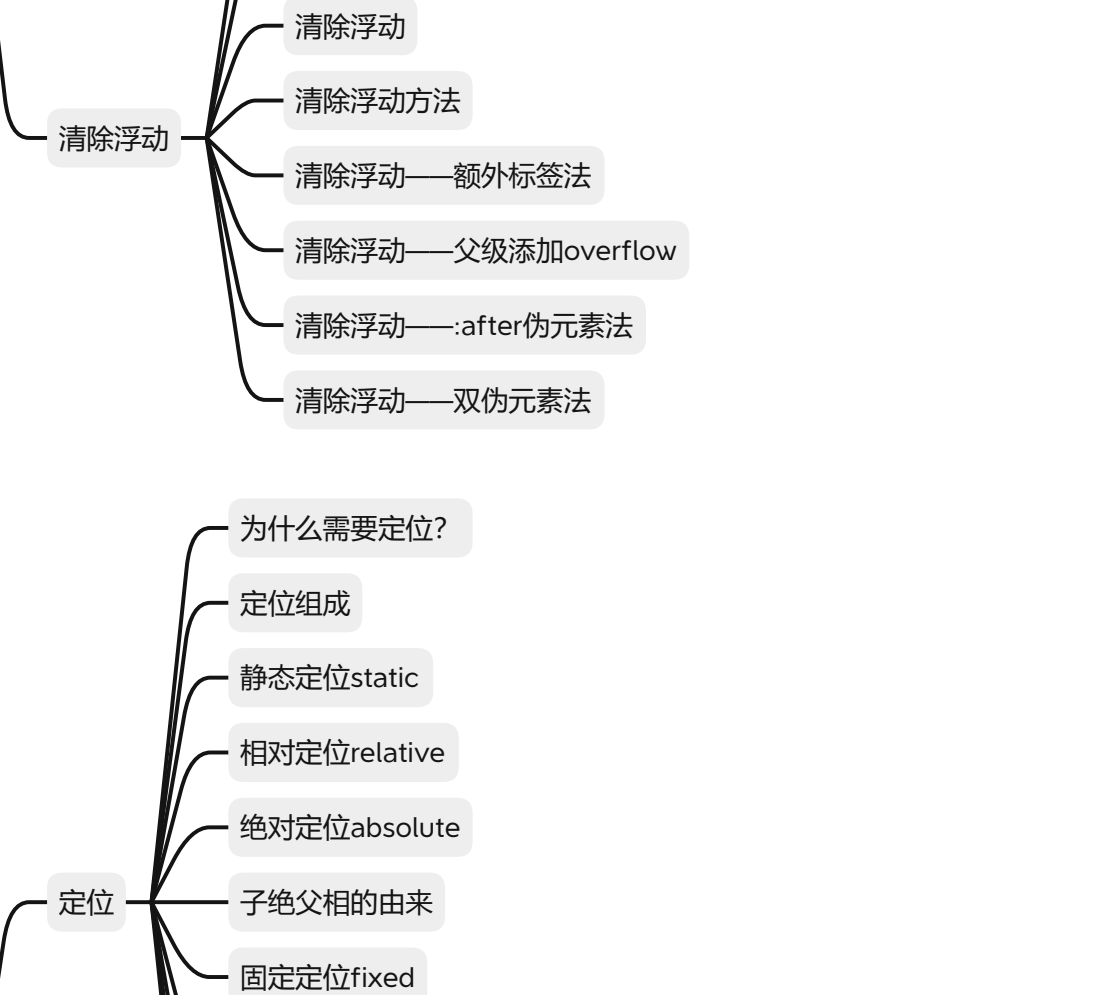 清除浮动
清除浮动
清除浮动方法
清除浮动——额外标签法
清除浮动——父级添加overflow
清除浮动——:after伪元素法
清除浮动——双伪元素法
定位
为什么需要定位？
定位组成
静态定位static
相对定位relative
绝对定位absolute
子绝父相的由来
固定定位fixed